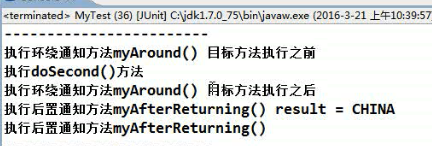 <terminated> MyTest (36) [JUnit] C:\jdk1.7.0_75\bin\javaw.exe (2016-3-21 上午10:39:57)
-----------------------
执行环绕通知方法myAround() 目标方法执行之前
执行doSecond()方法
执行环绕通知方法myAround() 目标方法执行之后
执行后置通知方法myAfterReturning() result = CHINA
执行后置通知方法myAfterReturning()